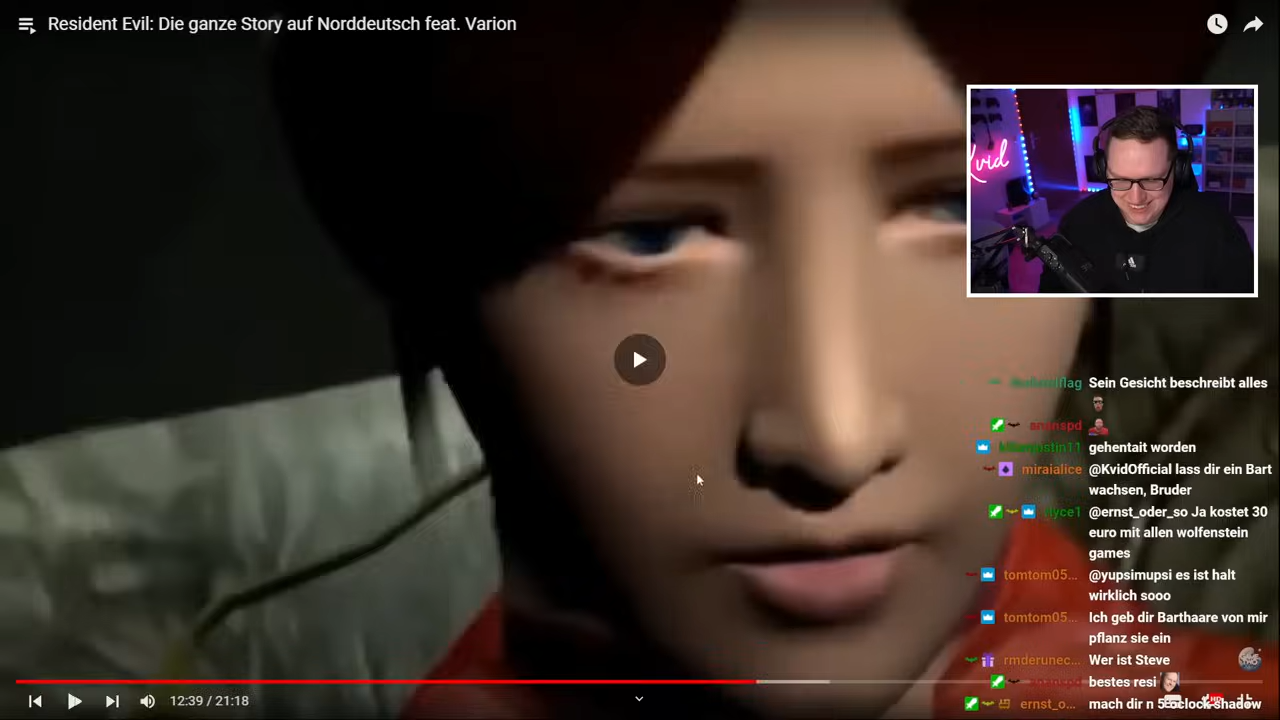 Resident Evil: Die ganze Story auf Norddeutsch feat. Varion
Kvid
Sein Gesicht beschreibt alles
gehentait worden
miraialice @KvidOfficial lass dir ein Bart
wachsen, Bruder
@ernst_oder_so Ja kostet 30
euro mit allen wolfenstein
games
tomtom05... @yupsimupsi es ist halt
wirklich sooo
tomtom05... Ich geb dir Barthaare von mir
pflanz sie ein
rmderunec... Wer ist Steve
bestes resi
ernst_o... mach dir n 5 oclock shadow
12:39 / 21:18